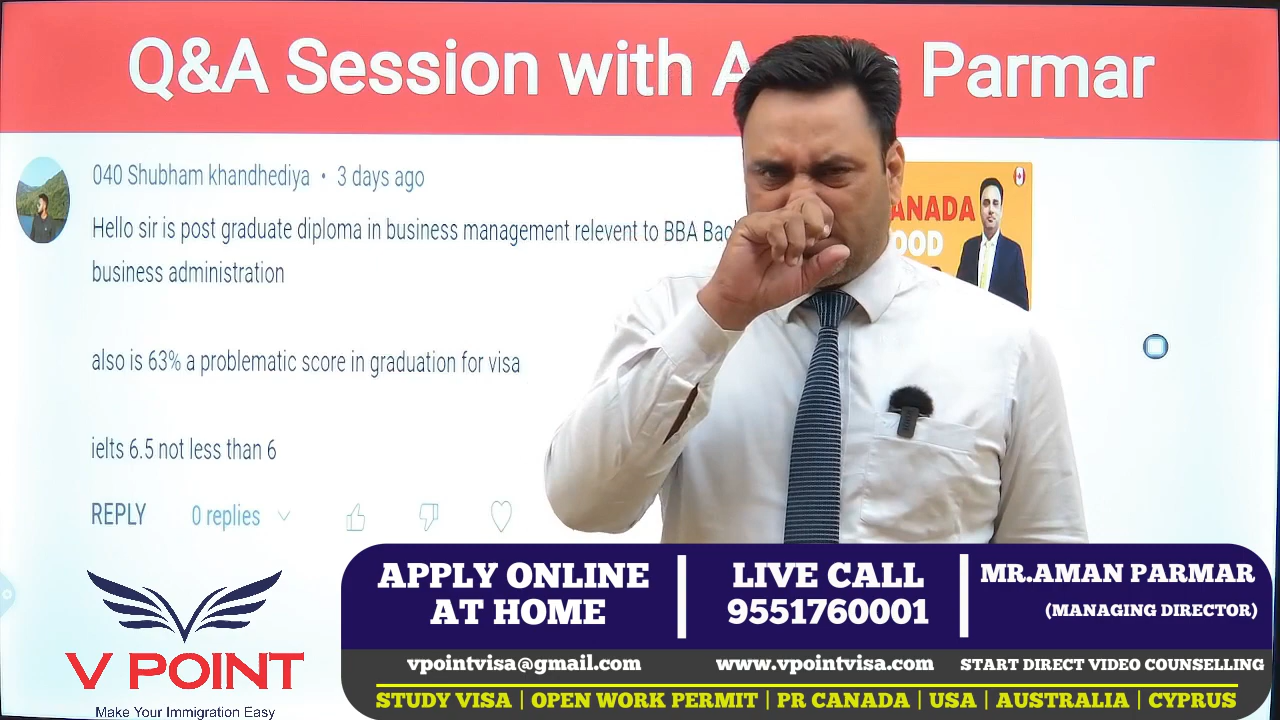 Q&A Session with A Parmar
040 Shubham khandhediya • 3 days ago
Hello sir is post graduate diploma in business management relevent to BBA
business administration
also is 63% a problematic score in graduation for visa
ielts 6.5 not less than 6
REPLY 0 replies
APPLY ONLINE
AT HOME
LIVE CALL
9551760001
MR.AMAN PARMAR
(MANAGING DIRECTOR)
vpointvisa@gmail.com www.vpointvisa.com START DIRECT VIDEO COUNSELLING
STUDY VISA | OPEN WORK PERMIT | PR CANADA | USA | AUSTRALIA | CYPRUS
V POINT
Make Your Immigration Easy